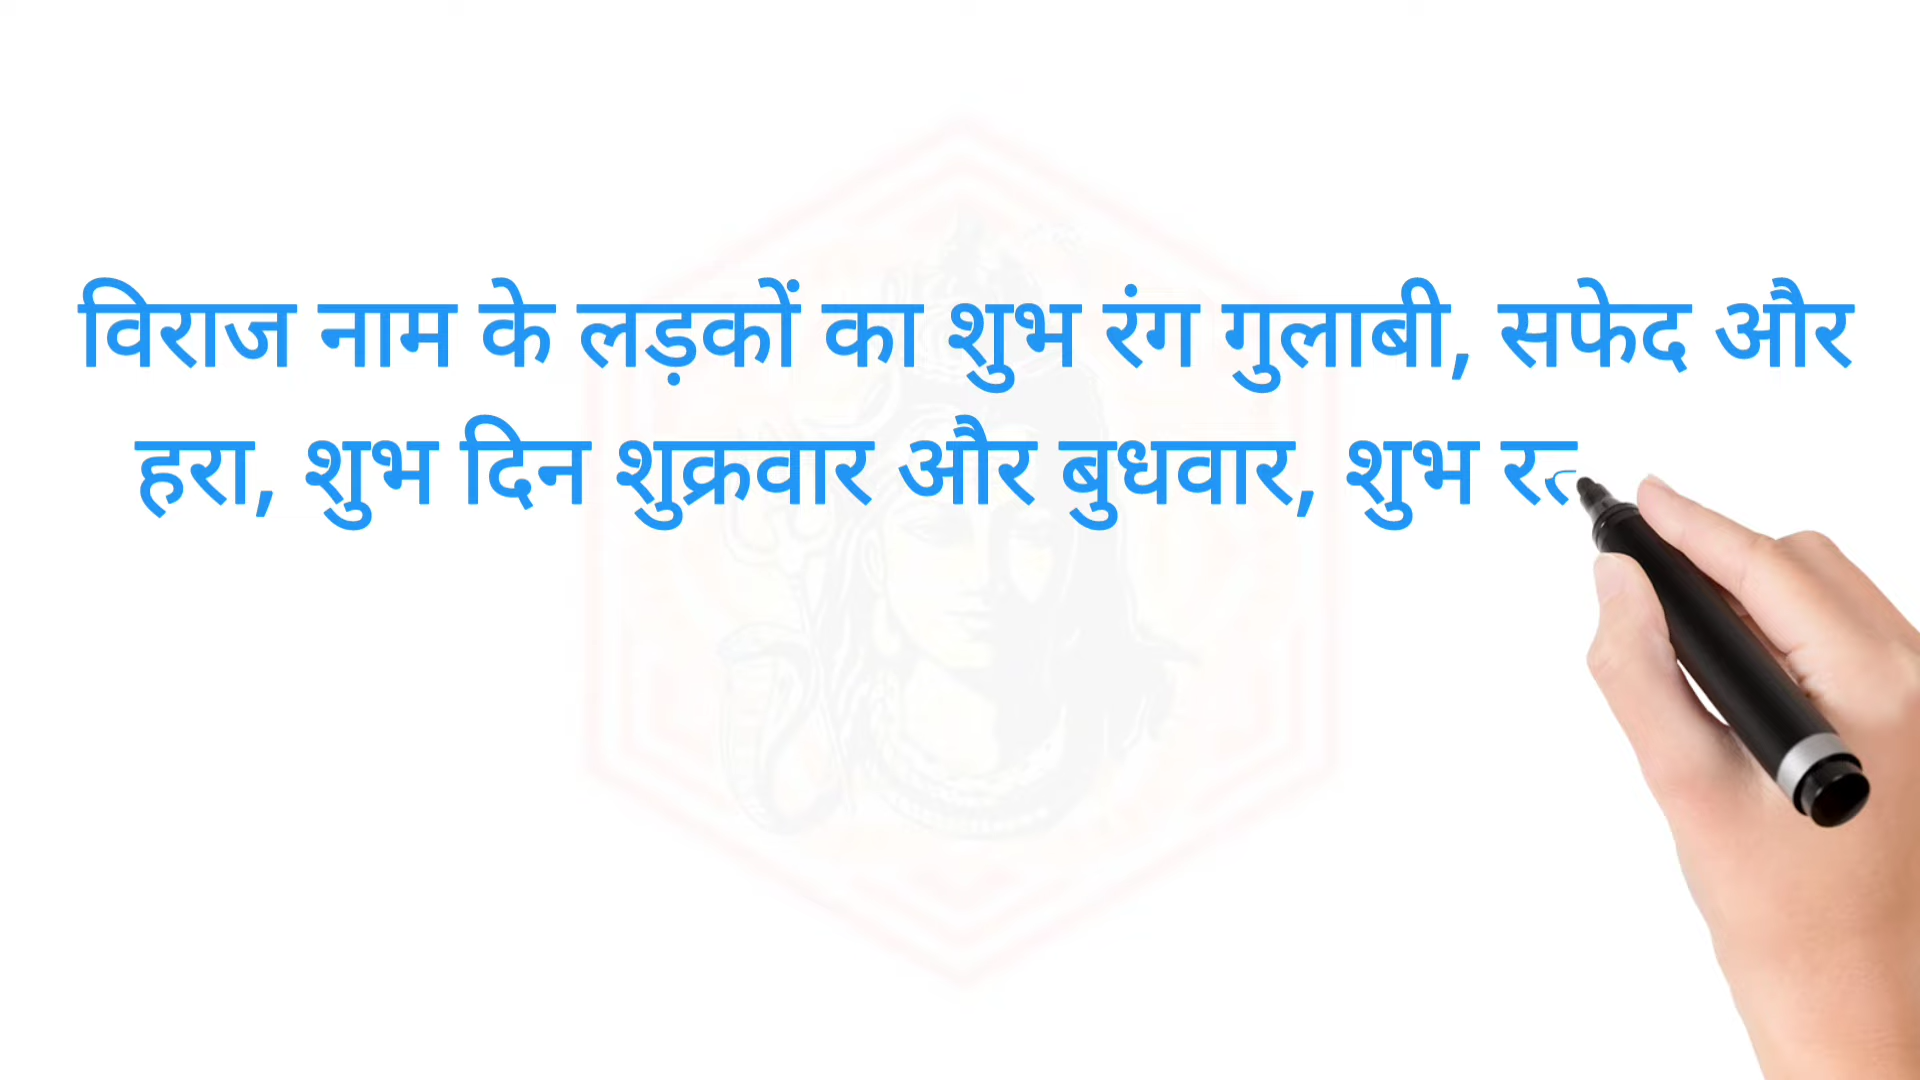 विराज नाम के लड़कों का शुभ रंग गुलाबी, सफेद और
हरा, शुभ दिन शुक्रवार और बुधवार, शुभ